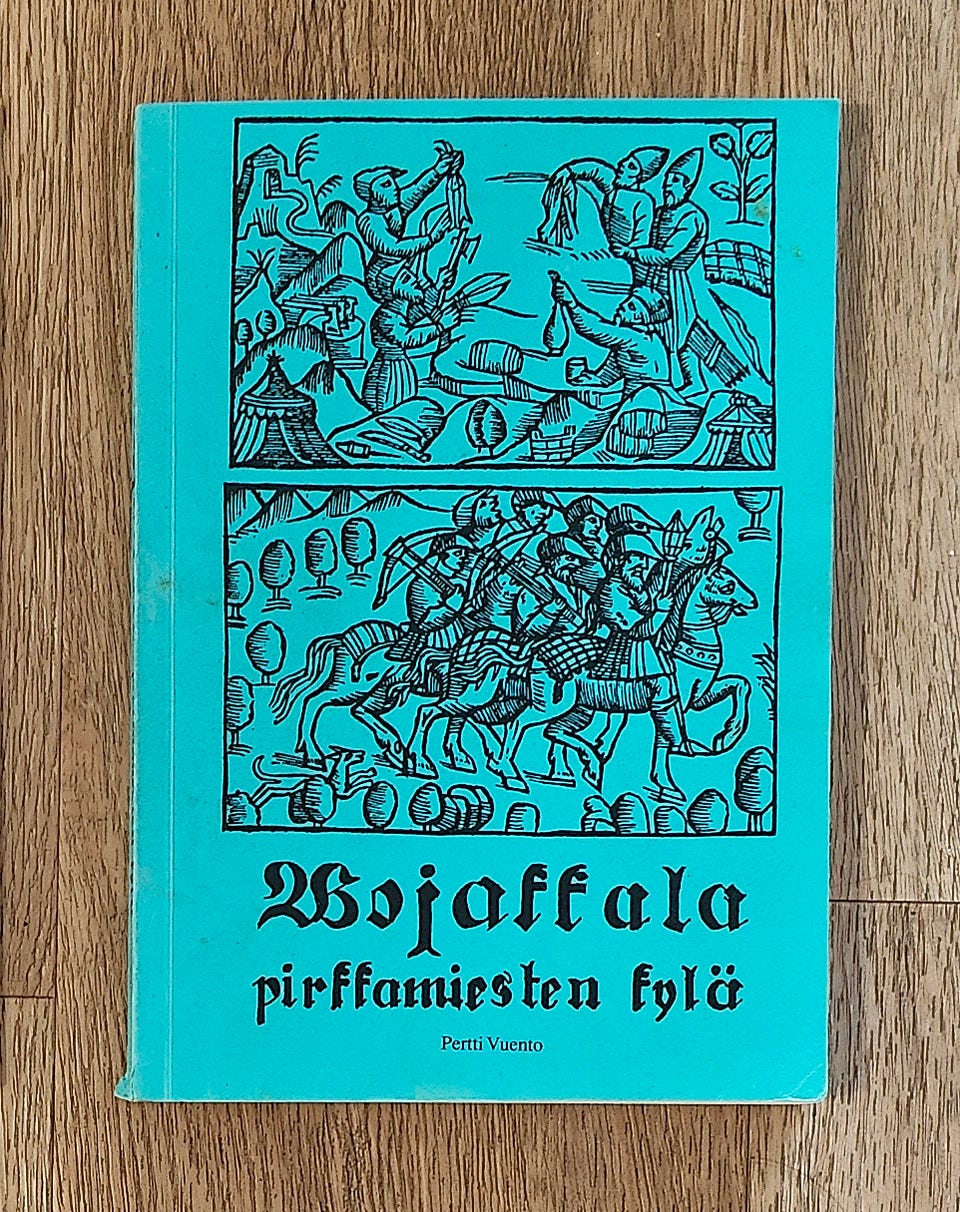 Wojakkala
pirkkamiesten kylä
Pertti Vuento